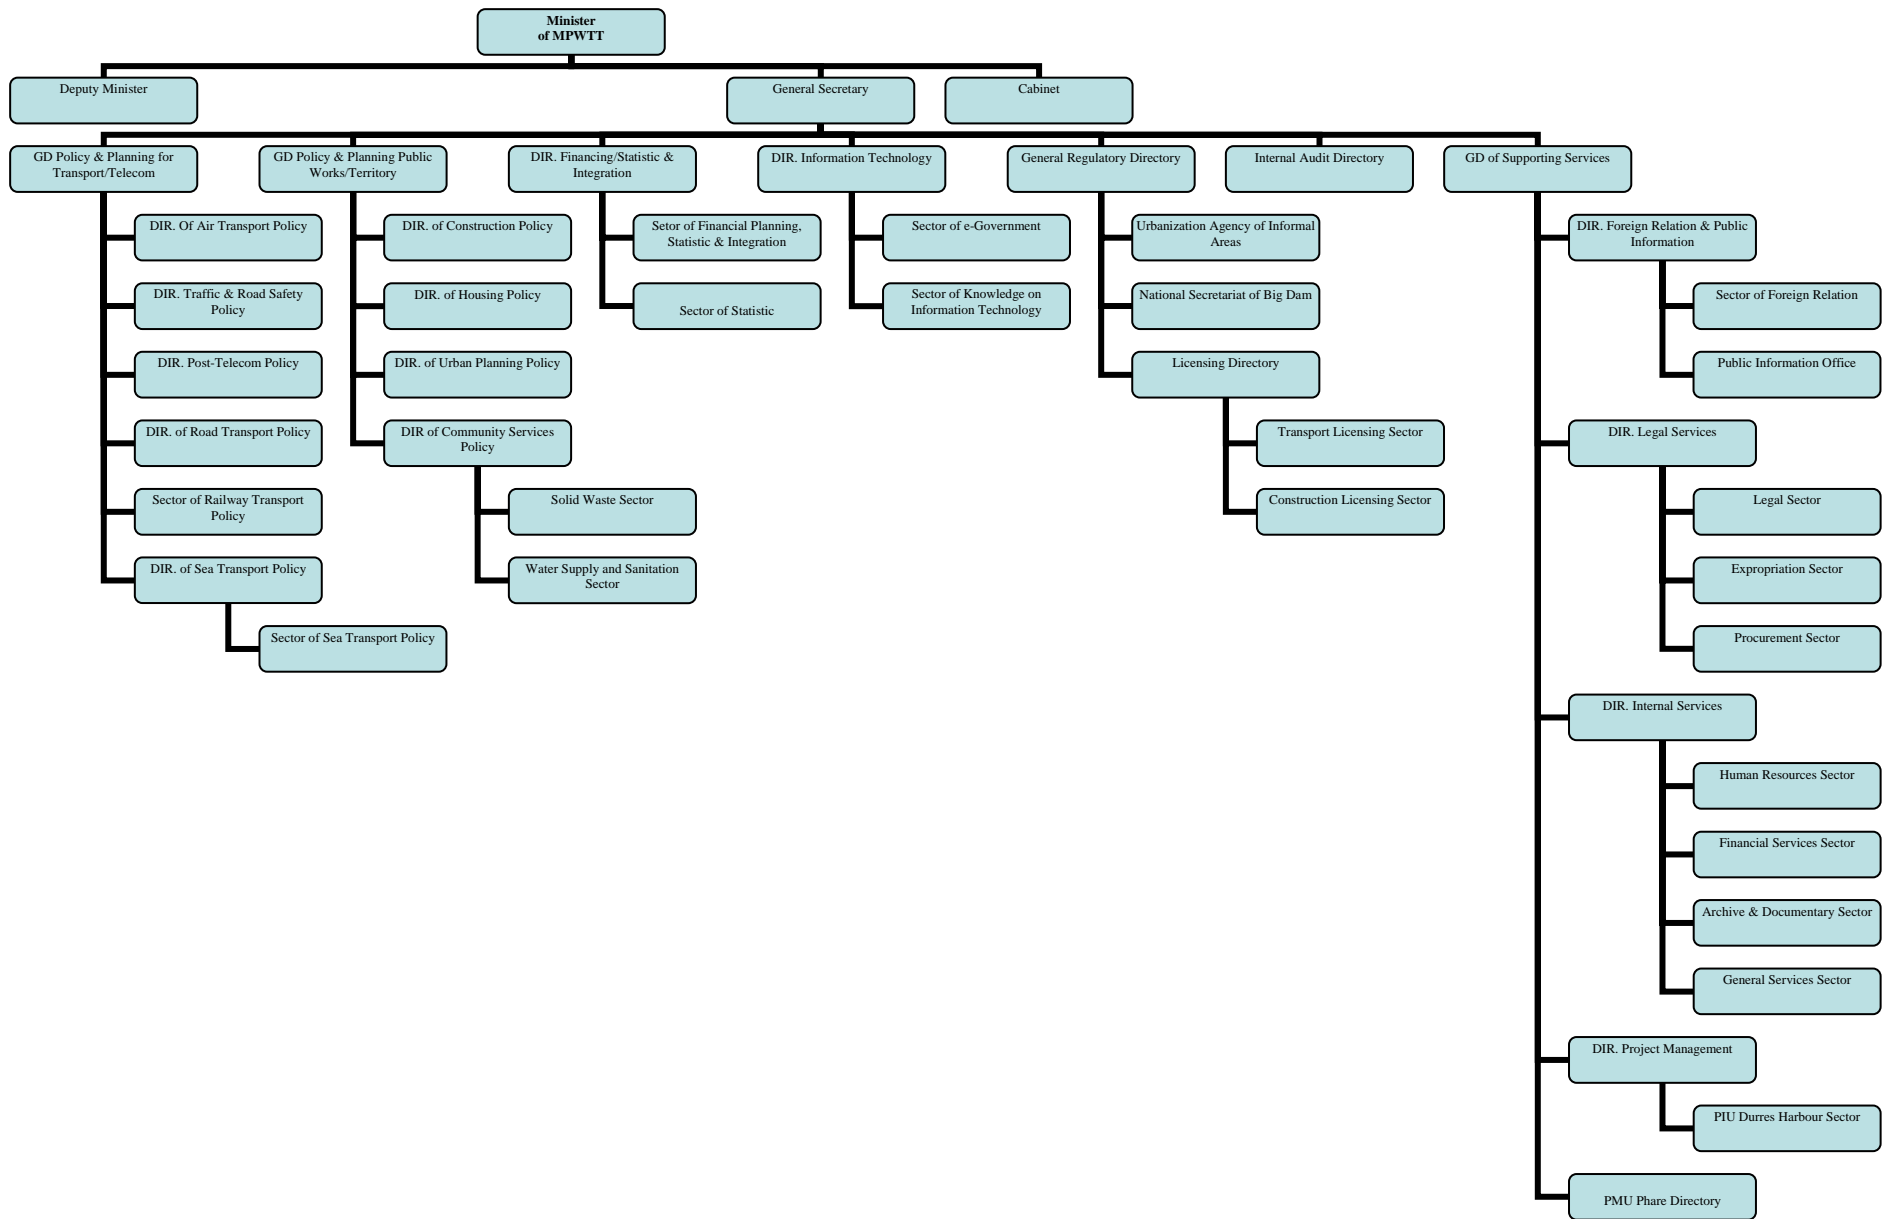 Minister
of MPWTT
Deputy Minister
General Secretary
Cabinet
GD Policy & Planning for
Transport/Telecom
GD Policy & Planning Public
Works/Territory
DIR. Financing/Statistic &
Integration
DIR. Information Technology
General Regulatory Directory
Internal Audit Directory
GD of Supporting Services
DIR. Of Air Transport Policy
DIR. Traffic & Road Safety
Policy
DIR. Post-Telecom Policy
DIR. of Road Transport Policy
Sector of Railway Transport
Policy
DIR. of Sea Transport Policy
Sector of Sea Transport Policy
DIR. of Construction Policy
DIR. of Housing Policy
DIR. of Urban Planning Policy
DIR of Community Services
Policy
Solid Waste Sector
Water Supply and Sanitation
Sector
Setor of Financial Planning,
Statistic & Integration
Sector of Statistic
Sector of e-Government
Sector of Knowledge on
Information Technology
Urbanization Agency of Informal
Areas
National Secretariat of Big Dam
Licensing Directory
Transport Licensing Sector
Construction Licensing Sector
DIR. Foreign Relation & Public
Information
Sector of Foreign Relation
Public Information Office
DIR. Legal Services
Legal Sector
Expropriation Sector
Procurement Sector
DIR. Internal Services
Human Resources Sector
Financial Services Sector
Archive & Documentary Sector
General Services Sector
DIR. Project Management
PIU Durres Harbour Sector
PMU Phare Directory